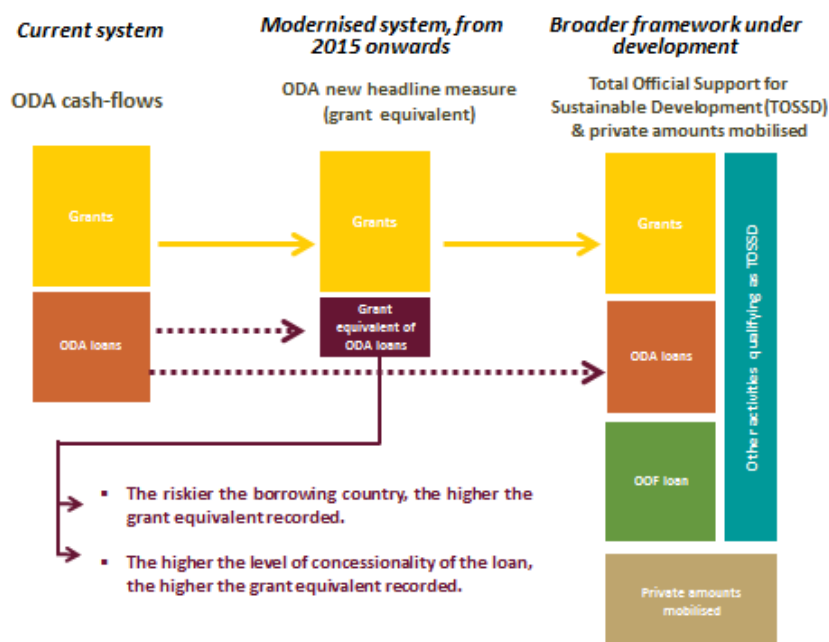 Current system
ODA cash-flows
Grants
ODA loans
Modernised system, from
2015 onwards
ODA new headline measure
(grant equivalent)
Grants
Grant
equivalent of
ODA loans
Broader framework under
development
Total Official Support for
Sustainable Development (TOSSD)
& private amounts mobilised
Grants
ODA loans
OOF loan
Other activities qualifying as TOSSD
Private amounts
mobilised
▪ The riskier the borrowing country, the higher the
grant equivalent recorded.
▪ The higher the level of concessionality of the loan,
the higher the grant equivalent recorded.